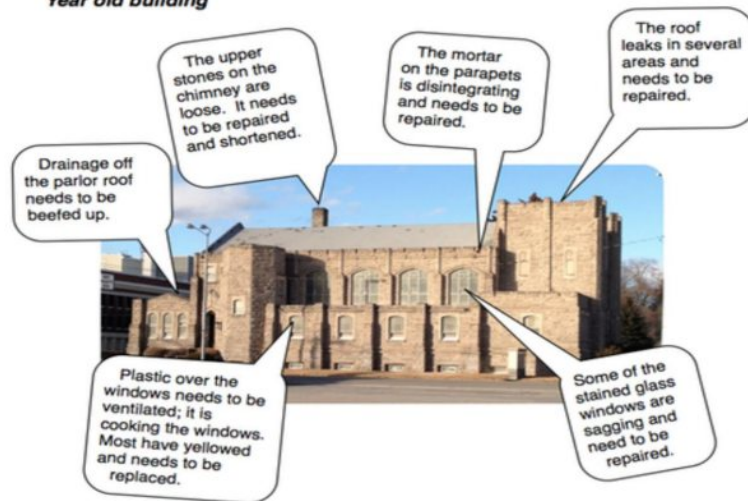 Year old building
The upper
stones on the
chimney are
loose. It needs
to be repaired
and shortened.
The mortar
on the parapets
is disintegrating
and needs to be
repaired.
The roof
leaks in several
areas and
needs to be
repaired.
Drainage off
the parlor roof
needs to be
beefed up.
Plastic over the
windows needs to be
ventilated; it is
cooking the windows.
Most have yellowed
and needs to be
replaced.
Some of the
stained glass
windows are
sagging and
need to be
repaired.